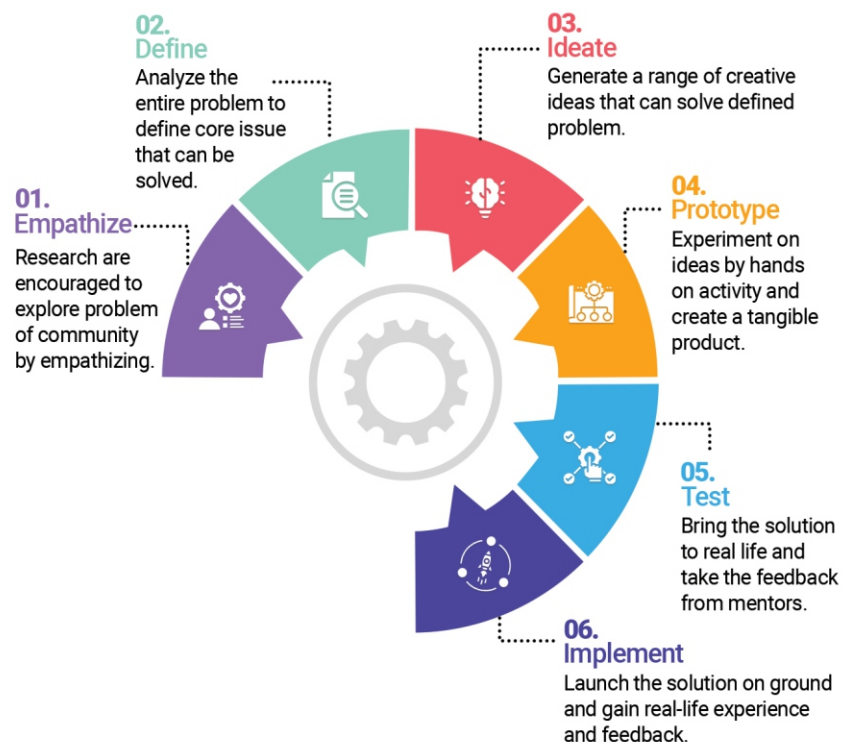 01.
Empathize
Research are
encouraged to
explore problem
of community
by empathizing.
02.
Define
Analyze the
entire problem to
define core issue
that can be
solved.
03.
Ideate
Generate a range of creative
ideas that can solve defined
problem.
04.
Prototype
Experiment on
ideas by hands
on activity and
create a tangible
product.
05.
Test
Bring the solution
to real life and
take the feedback
from mentors.
06.
Implement
Launch the solution on ground
and gain real-life experience
and feedback.